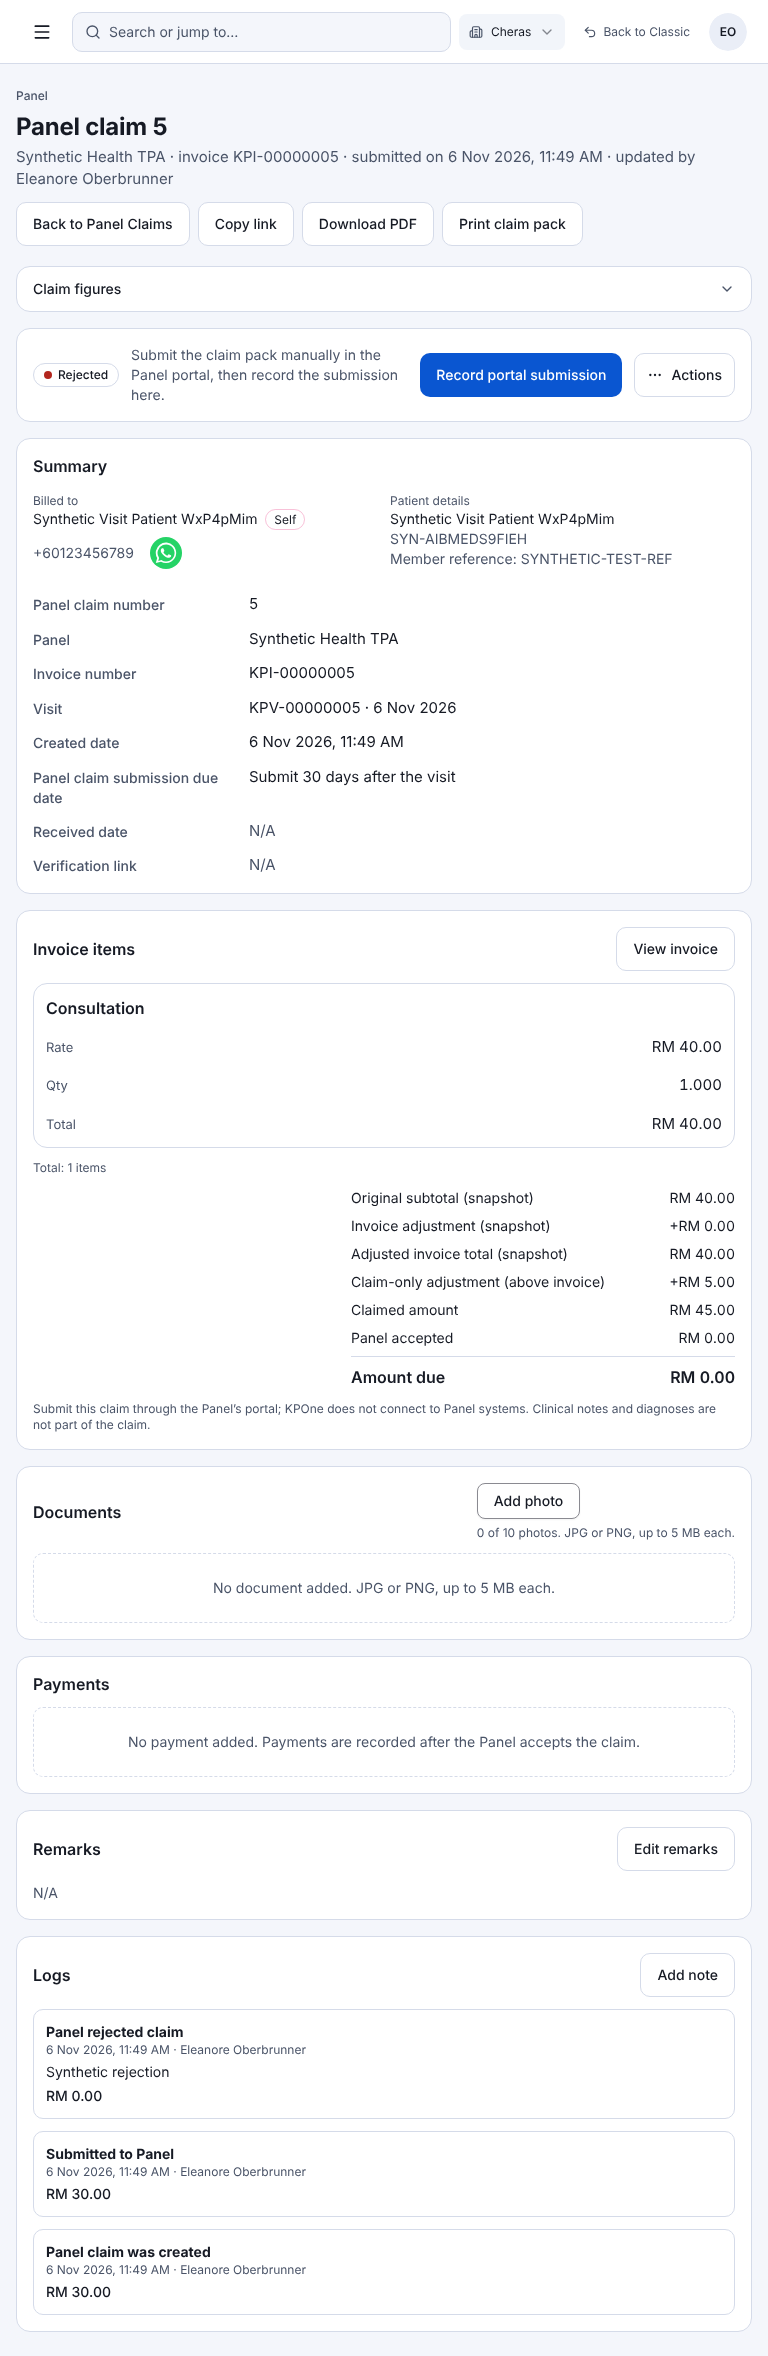 Search or jump to...
Cheras
Back to Classic
EO
Panel
Panel claim 5
Synthetic Health TPA · invoice KPI-00000005 · submitted on 6 Nov 2026, 11:49 AM · updated by
Eleanore Oberbrunner
Back to Panel Claims
Copy link
Download PDF
Print claim pack
Claim figures
Rejected
Submit the claim pack manually in the
Panel portal, then record the submission
here.
Record portal submission
Actions
Summary
Billed to
Synthetic Visit Patient WxP4pMim Self
+60123456789
Patient details
Synthetic Visit Patient WxP4pMim
SYN-AIBMEDS9FIEH
Member reference: SYNTHETIC-TEST-REF
Panel claim number 5
Panel Synthetic Health TPA
Invoice number KPI-00000005
Visit KPV-00000005 · 6 Nov 2026
Created date 6 Nov 2026, 11:49 AM
Panel claim submission due
date
Submit 30 days after the visit
Received date N/A
Verification link N/A
Invoice items
View invoice
Consultation
Rate RM 40.00
Qty 1.000
Total RM 40.00
Total: 1 items
Original subtotal (snapshot) RM 40.00
Invoice adjustment (snapshot) +RM 0.00
Adjusted invoice total (snapshot) RM 40.00
Claim-only adjustment (above invoice) +RM 5.00
Claimed amount RM 45.00
Panel accepted RM 0.00
Amount due RM 0.00
Submit this claim through the Panel's portal; KPOne does not connect to Panel systems. Clinical notes and diagnoses are
not part of the claim.
Documents
Add photo
0 of 10 photos. JPG or PNG, up to 5 MB each.
No document added. JPG or PNG, up to 5 MB each.
Payments
No payment added. Payments are recorded after the Panel accepts the claim.
Remarks
Edit remarks
N/A
Logs
Add note
Panel rejected claim
6 Nov 2026, 11:49 AM · Eleanore Oberbrunner
Synthetic rejection
RM 0.00
Submitted to Panel
6 Nov 2026, 11:49 AM · Eleanore Oberbrunner
RM 30.00
Panel claim was created
6 Nov 2026, 11:49 AM · Eleanore Oberbrunner
RM 30.00